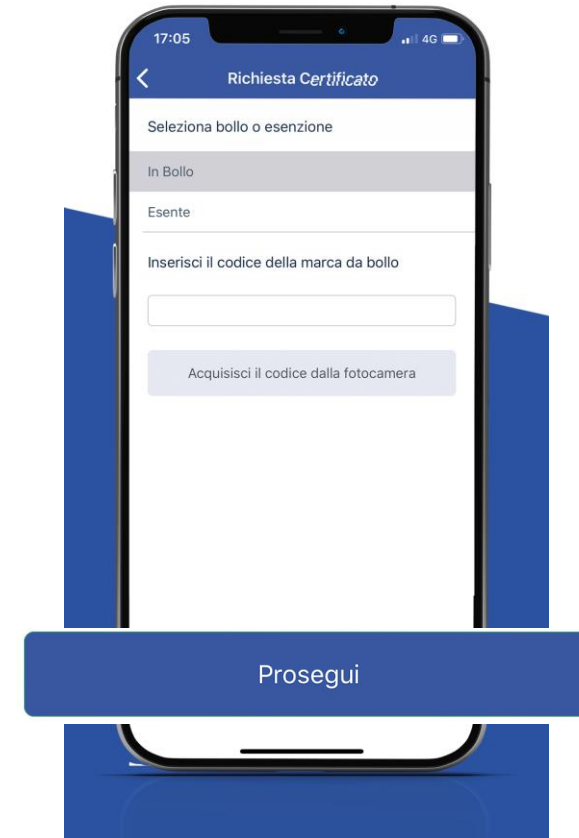 17:05
4G
Richiesta Certificato
Seleziona bollo o esenzione
In Bollo
Esente
Inserisci il codice della marca da bollo
Acquisisci il codice dalla fotocamera
Prosegui